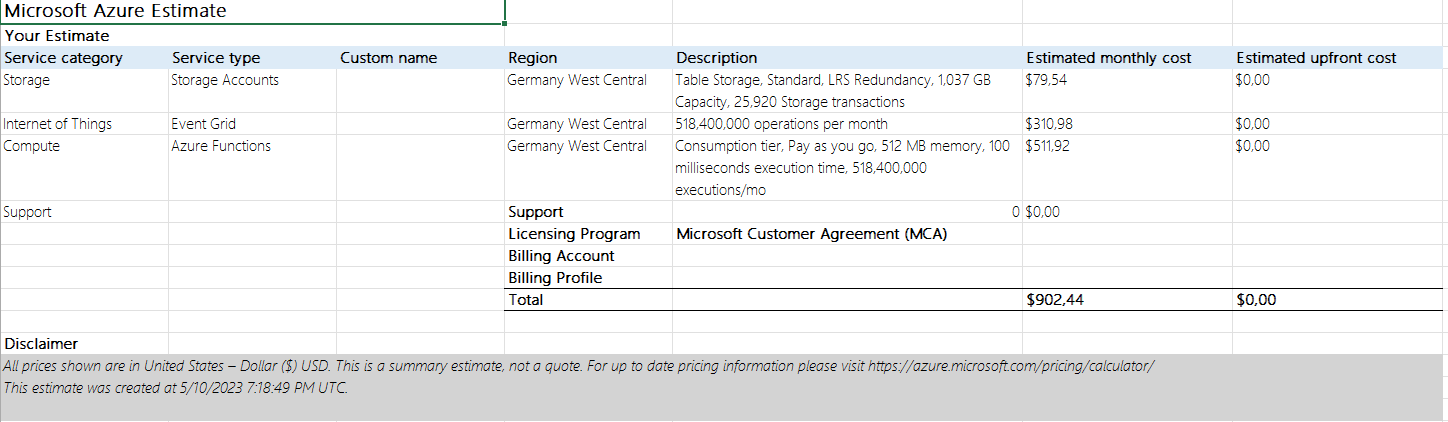 Microsoft Azure Estimate
Your Estimate
Service category Service type Custom name Region Description Estimated monthly cost Estimated upfront cost
Storage Storage Accounts Germany West Central Table Storage, Standard, LRS Redundancy, 1,037 GB $79,54 $0,00
Capacity, 25,920 Storage transactions
Internet of Things Event Grid Germany West Central 518,400,000 operations per month $310,98 $0,00
Compute Azure Functions Germany West Central Consumption tier, Pay as you go, 512 MB memory, 100 $511,92 $0,00
milliseconds execution time, 518,400,000
executions/mo
Support Support 0 $0,00
Licensing Program Microsoft Customer Agreement (MCA)
Billing Account
Billing Profile
Total $902,44 $0,00
Disclaimer
All prices shown are in United States – Dollar ($) USD. This is a summary estimate, not a quote. For up to date pricing information please visit https://azure.microsoft.com/pricing/calculator/
This estimate was created at 5/10/2023 7:18:49 PM UTC.